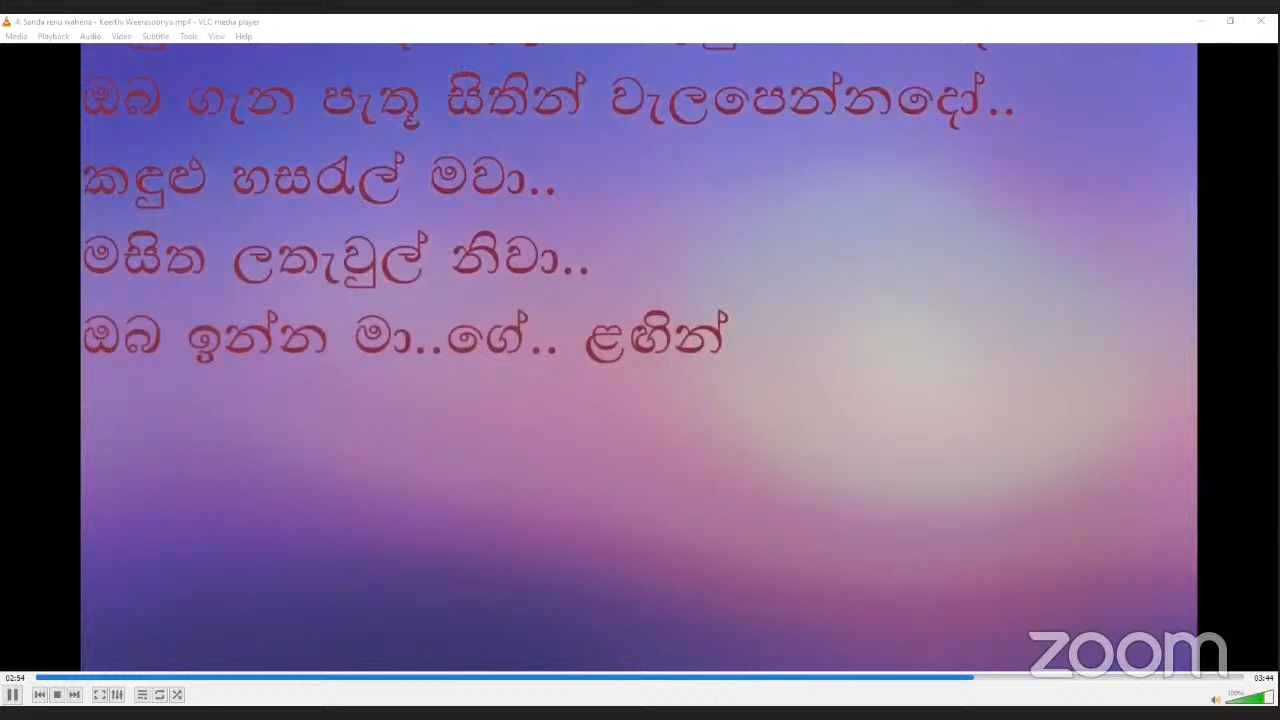 4. Sanda renu wahena - Keerthi Weerasooriya.mp4 - VLC media player
Media Playback Audio Video Subtitle Tools View Help
ඔබ ගැන පැතූ සිතින් වැලපෙන්නදෝ..
කඳුළු හසරැල් මවා..
මසිත ලතැවුල් නිවා..
ඔබ ඉන්න මා..ගේ.. ළඟින්
zoom
02:54 03:44
100%